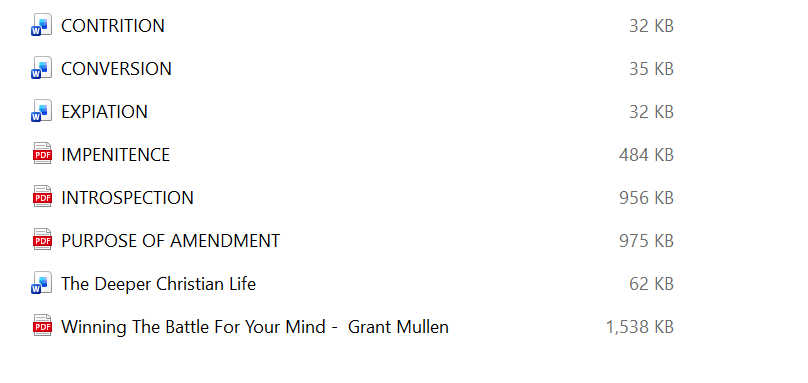 CONTRITION 32 KB
CONVERSION 35 KB
EXPIATION 32 KB
IMPENITENCE 484 KB
INTROSPECTION 956 KB
PURPOSE OF AMENDMENT 975 KB
The Deeper Christian Life 62 KB
Winning The Battle For Your Mind - Grant Mullen 1,538 KB